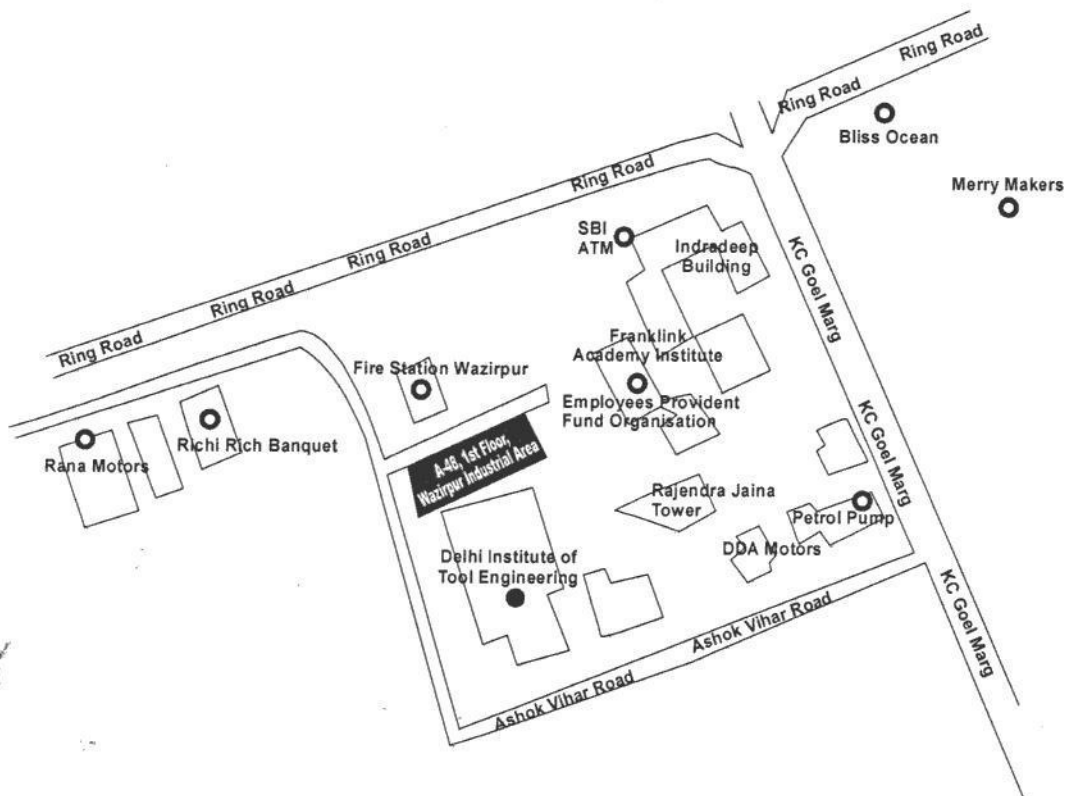 Ring Road
Ring Road
Bliss Ocean
Merry Makers
Ring Road
SBI
ATM
Ring Road
Indradeep
Building
KC Goel Marg
Ring Road
Ring Road
Fire Station Wazirpur
Franklink
Academy Institute
Employees Provident
Fund Organisation
Richi Rich Banquet
Rana Motors
KC Goel Marg
A-48, 1st Floor,
Wazirpur Industrial Area
Rajendra Jaina
Tower
Petrol Pump
DDA Motors
Delhi Institute of
Tool Engineering
KC Goel Marg
Ashok Vihar Road
Ashok Vihar Road